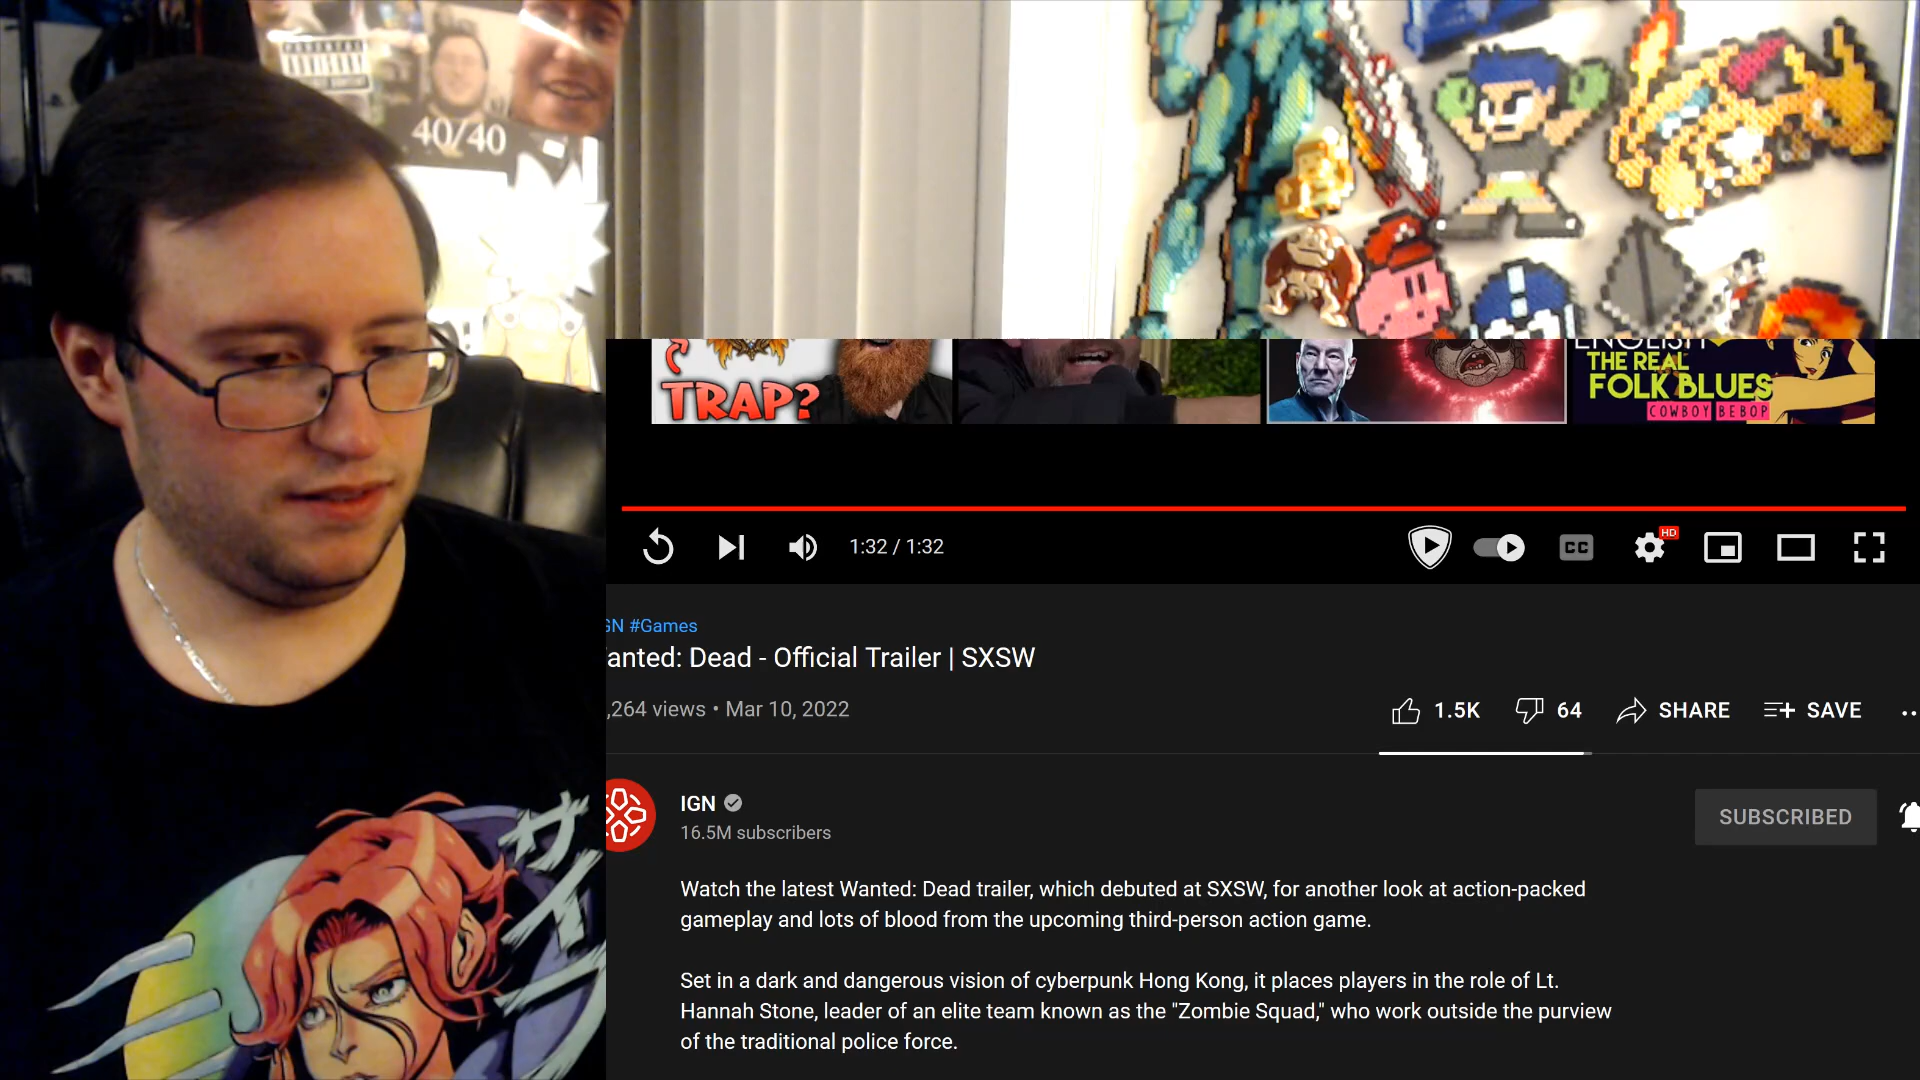 PARENTAL
ADVISORY
40/40
TRAP?
ENGLISH
THE REAL
FOLK BLUES
COWBOY BEBOP
1:32 / 1:32
CC
HD
GN #Games
anted: Dead - Official Trailer | SXSW
,264 views • Mar 10, 2022
1.5K
64
SHARE
SAVE
IGN
16.5M subscribers
SUBSCRIBED
Watch the latest Wanted: Dead trailer, which debuted at SXSW, for another look at action-packed
gameplay and lots of blood from the upcoming third-person action game.
Set in a dark and dangerous vision of cyberpunk Hong Kong, it places players in the role of Lt.
Hannah Stone, leader of an elite team known as the "Zombie Squad," who work outside the purview
of the traditional police force.